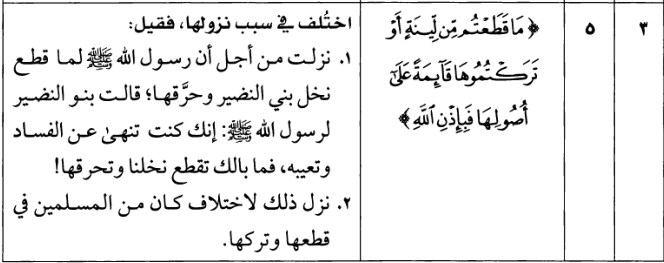 ٣
٥
﴿ مَا قَطَعْتُم مِّن لِّينَةٍ أَوْ
تَرَكْتُمُوهَا قَآئِمَةً عَلَىٰٓ
أُصُولِهَا فَبِإِذْنِ ٱللَّهِ ﴾
اختُلف في سبب نزولها، فقيل:
١. نزلت من أجل أن رسول الله ﷺ لما قطع
نخل بني النضير وحرَّقها؛ قالت بنو النضير
لرسول الله ﷺ: إنك كنت تنهىٰ عن الفساد
وتعيبه، فما بالك تقطع نخلنا وتحرقها!
٢. نزل ذلك لاختلاف كان من المسلمين في
قطعها وتركها.